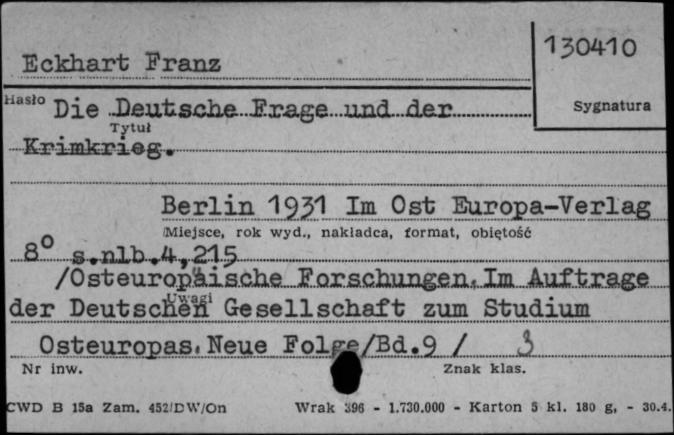 130410
Eckhart Franz
Hasło Die Deutsche Frage und der
Sygnatura
Tytuł
Krimkrieg.
Berlin 1931 Im Ost Europa-Verlag
Miejsce, rok wyd., nakładca, format, objętość
8° s.nlb.4,215
/Osteuropäische Forschungen. Im Auftrage
Uwagi
der Deutschen Gesellschaft zum Studium
Osteuropas. Neue Folge/Bd.9 / 3
Nr inw.
Znak klas.
CWD B 15a Zam. 452/DW/On Wrak 396 - 1.730.000 - Karton 5 kl. 180 g, - 30.4.